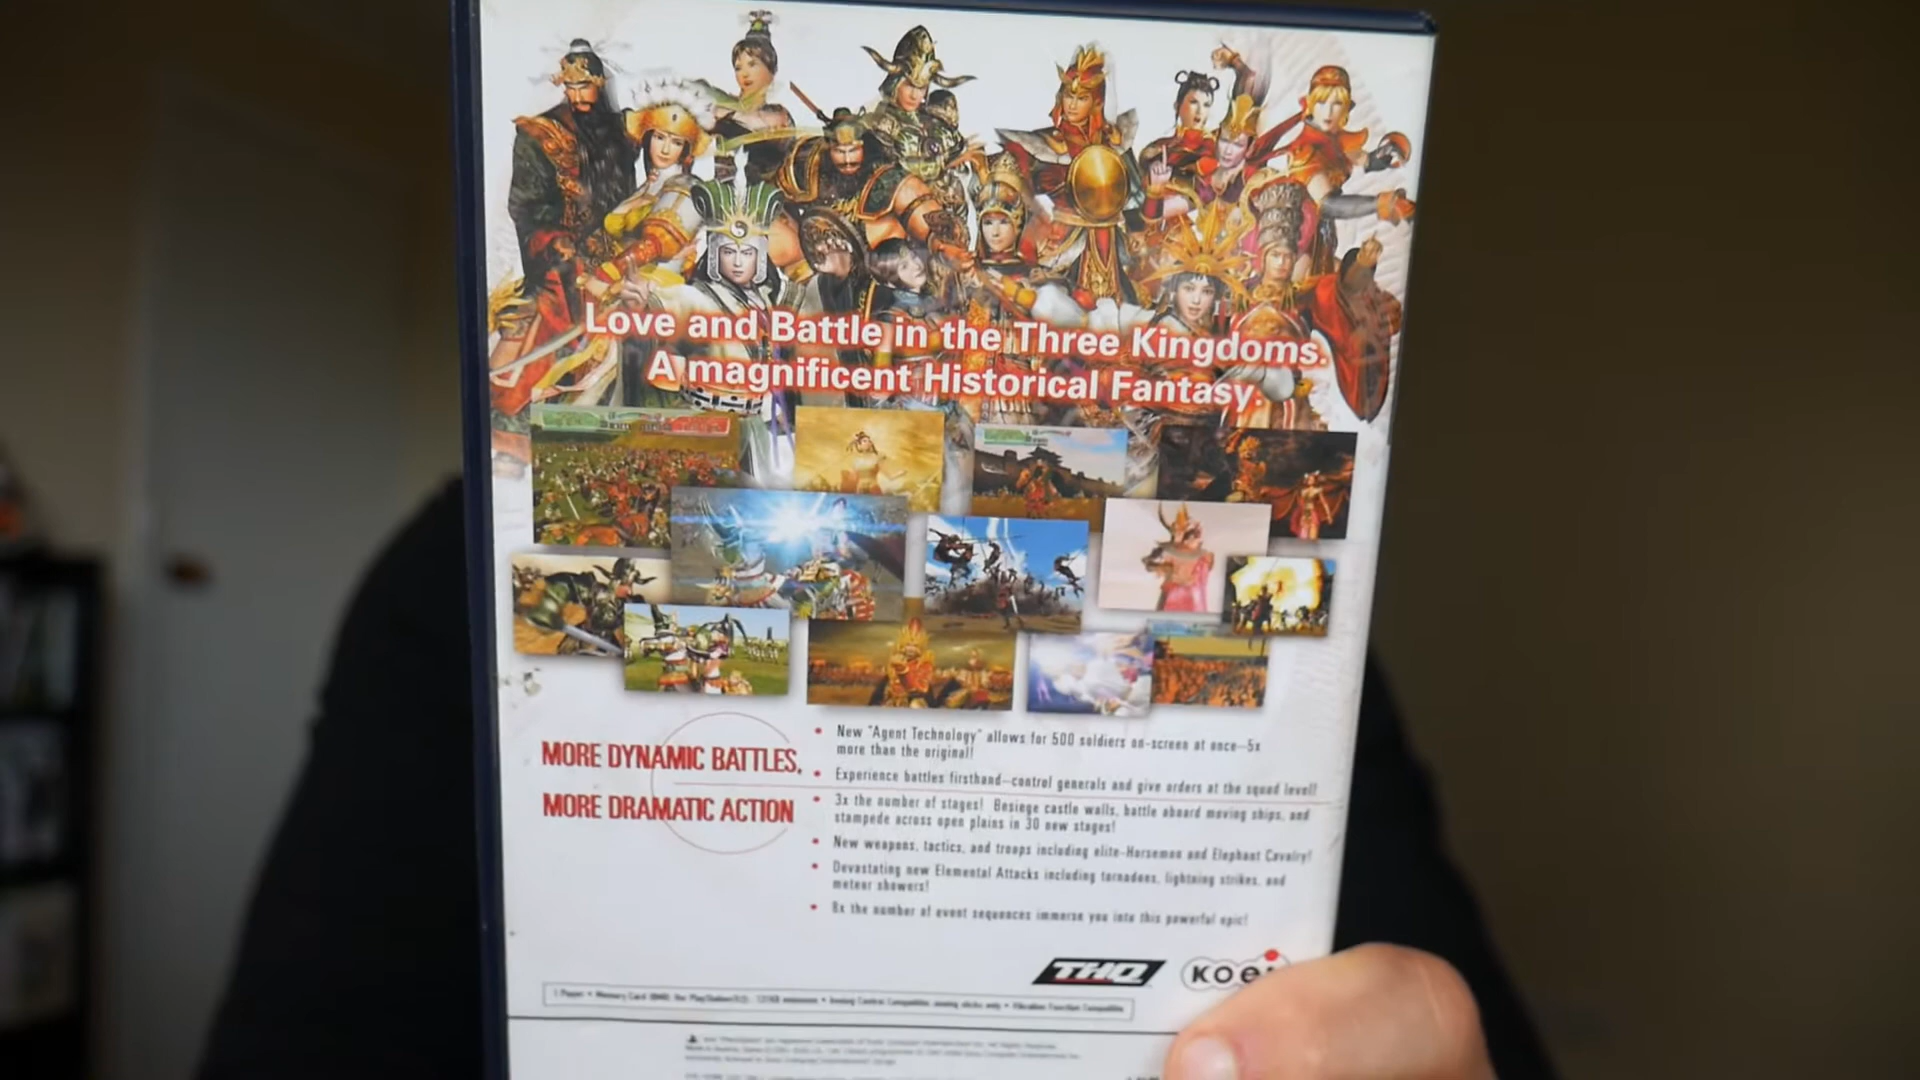 Love and Battle in the Three Kingdoms.
A magnificent Historical Fantasy.
MORE DYNAMIC BATTLES,
MORE DRAMATIC ACTION
• New "Agent Technology" allows for 500 soldiers on-screen at once—5x
more than the original!
• Experience battles firsthand—control generals and give orders at the squad level!
• 3x the number of stages! Besiege castle walls, battle aboard moving ships, and
stampede across open plains in 30 new stages!
• New weapons, tactics, and troops including elite-Horsemen and Elephant Cavalry!
• Devastating new Elemental Attacks including tornadoes, lightning strikes, and
meteor showers!
• 8x the number of event sequences immerse you into this powerful epic!
THQ KOEI
1 Player • Memory Card